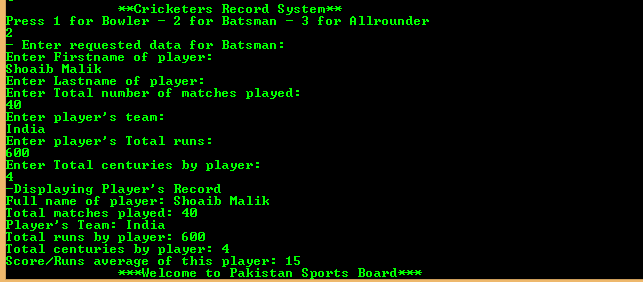 **Cricketers Record System**
Press 1 for Bowler - 2 for Batsman - 3 for Allrounder
2
- Enter requested data for Batsman:
Enter Firstname of player:
Shoaib Malik
Enter Lastname of player:
Enter Total number of matches played:
40
Enter player's team:
India
Enter player's Total runs:
600
Enter Total centuries by player:
4
-Displaying Player's Record
Full name of player: Shoaib Malik
Total matches played: 40
Player's Team: India
Total runs by player: 600
Total centuries by player: 4
Score/Runs average of this player: 15
***Welcome to Pakistan Sports Board***